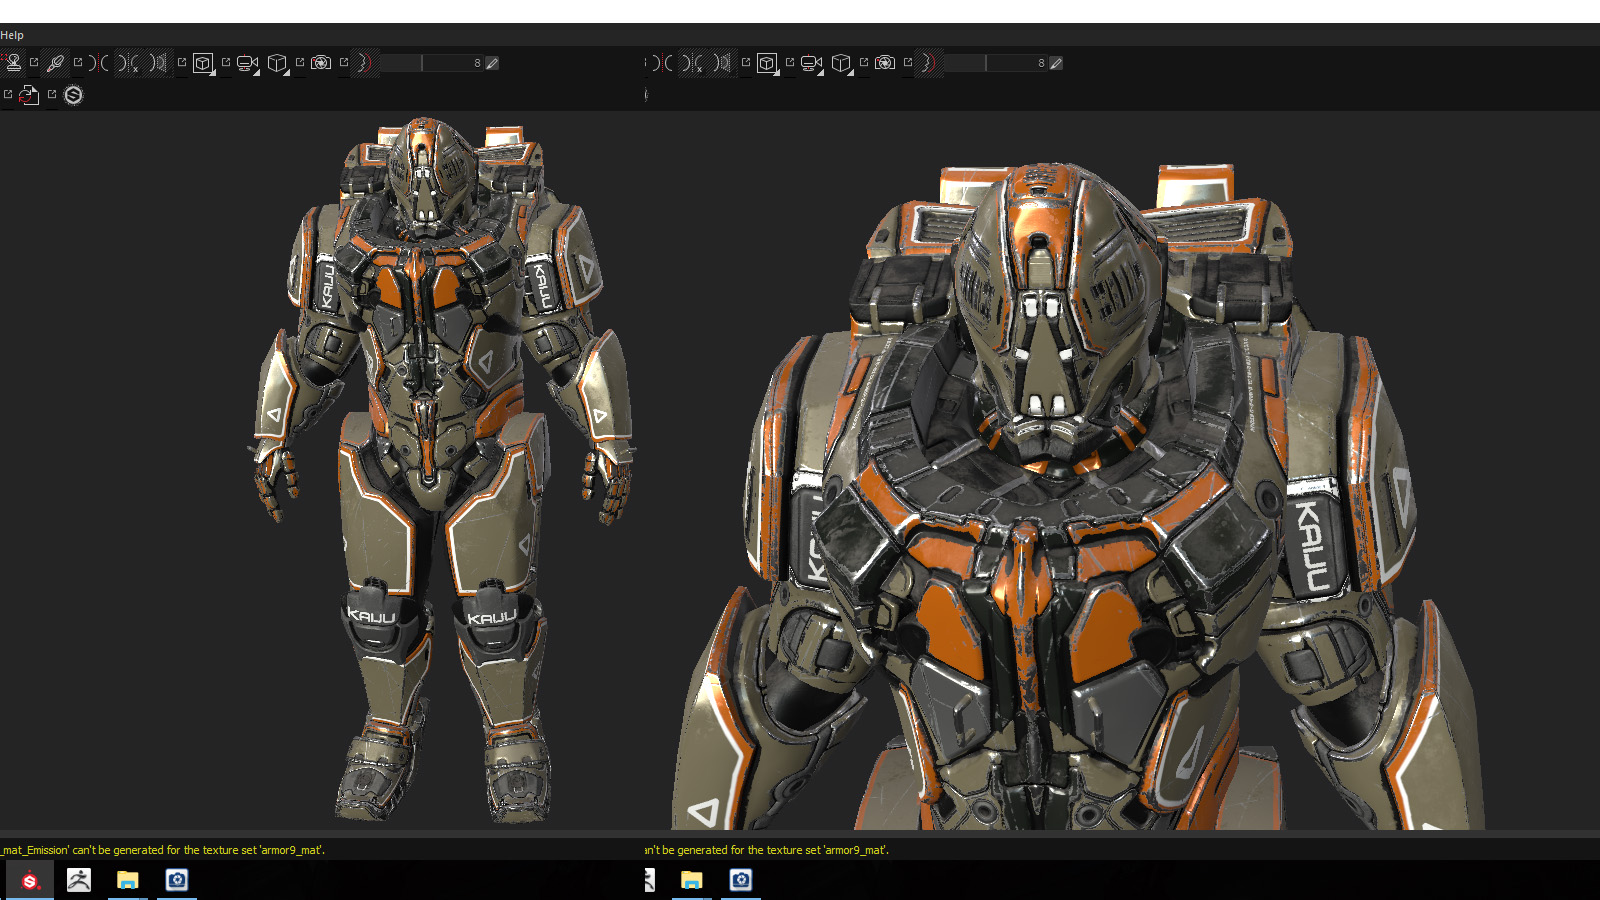 Help
8
8
KAIJU
KAIJU
KAIJU
KAIJU
KAIJU
_mat_Emission' can't be generated for the texture set 'armor9_mat'.
an't be generated for the texture set 'armor9_mat'.